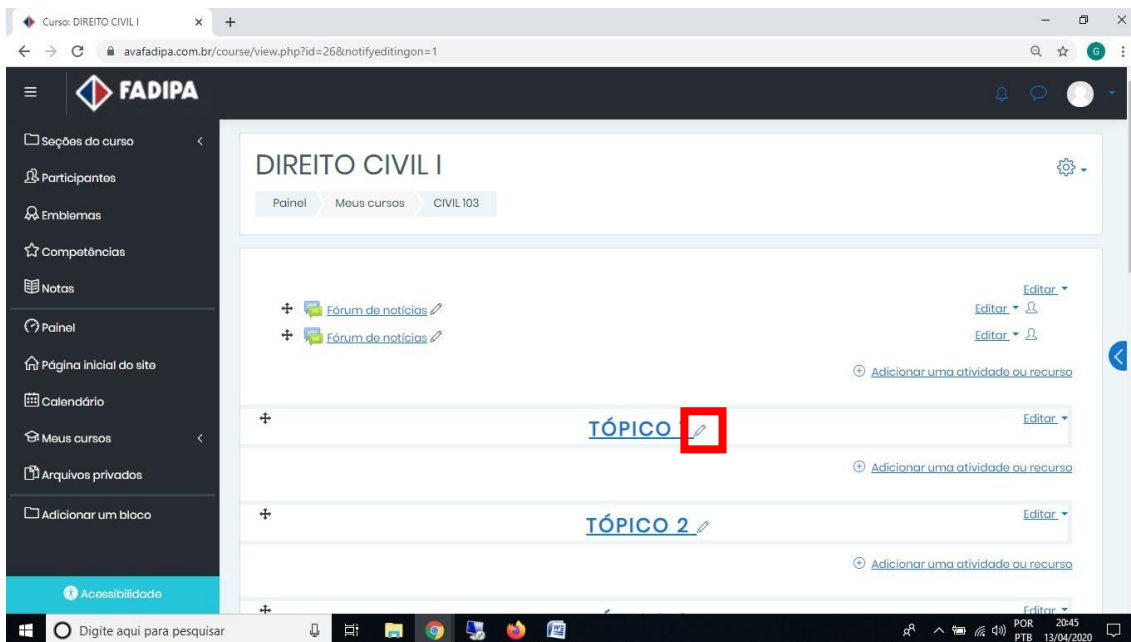 Curso: DIREITO CIVIL I
avafadipa.com.br/course/view.php?id=26&notifyeditingon=1
G
FADIPA
Seções do curso
Participantes
Emblemas
Competências
Notas
Painel
Página inicial do site
Calendário
Meus cursos
Arquivos privados
Adicionar um bloco
Acessibilidade
DIREITO CIVIL I
Painel Meus cursos CIVIL 103
Editar
Fórum de notícias Editar
Fórum de notícias Editar
Adicionar uma atividade ou recurso
TÓPICO Editar
Adicionar uma atividade ou recurso
TÓPICO 2 Editar
Adicionar uma atividade ou recurso
Editar
Digite aqui para pesquisar
POR 20:45
PTB 13/04/2020